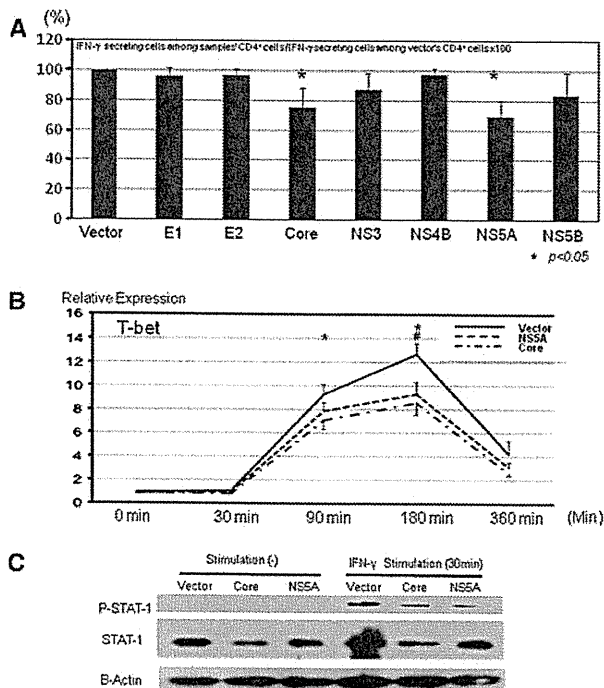 A
(%)
IFN-γ secreting cells among samples' CD4⁺ cells/IFN-γ secreting cells among vector's CD4⁺ cells x100
120
100
80
60
40
20
0
* *
Vector E1 E2 Core NS3 NS4B NS5A NS5B
* p<0.05
B
Relative Expression
T-bet
16
14
12
10
8
6
4
2
0
* *
#
Vector
NS5A
Core
0 min 30 min 90 min 180 min 360 min (Min)
C
Stimulation (-) IFN-γ Stimulation (30min)
Vector Core NS5A Vector Core NS5A
P-STAT-1
STAT-1
B-Actin